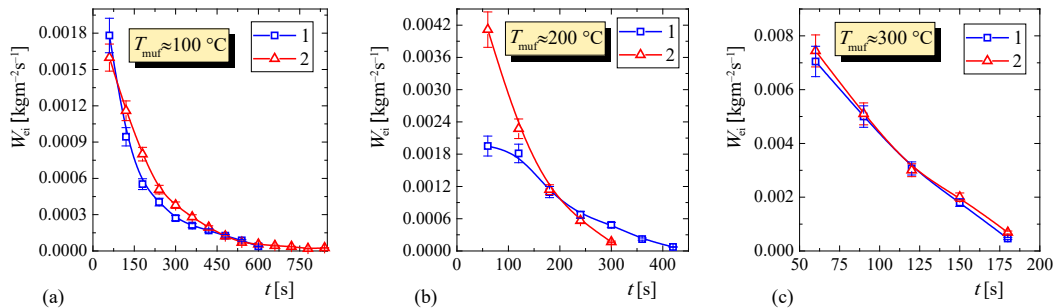 0.0018
0.0015
0.0012
0.0009
0.0006
0.0003
0.0000
W_ei [kgm⁻²s⁻¹]
T_muf≈100 °C
1
2
0 150 300 450 600 750
t [s]
(a)
0.0042
0.0036
0.0030
0.0024
0.0018
0.0012
0.0006
0.0000
W_ei [kgm⁻²s⁻¹]
T_muf≈200 °C
1
2
0 100 200 300 400
t [s]
(b)
0.008
0.006
0.004
0.002
0.000
W_ei [kgm⁻²s⁻¹]
T_muf≈300 °C
1
2
50 75 100 125 150 175 200
t [s]
(c)